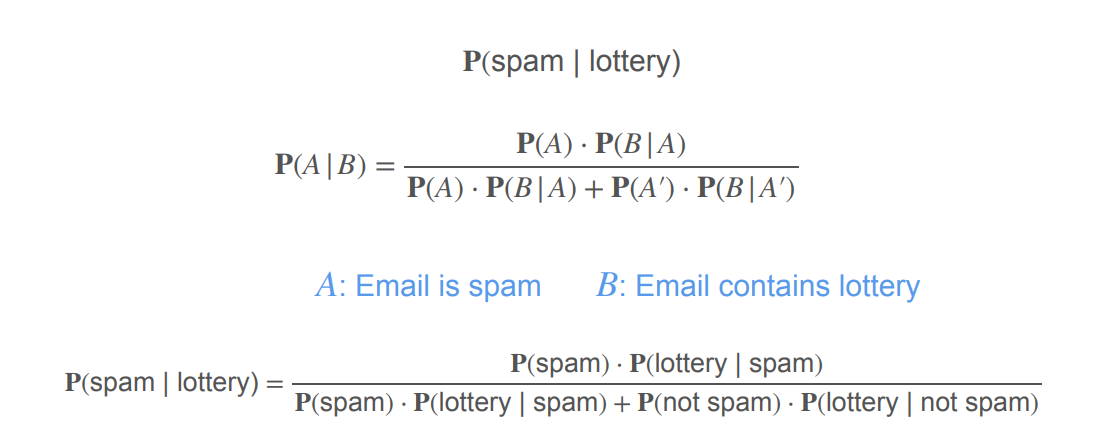 P(spam | lottery)
P(A | B) = P(A) · P(B | A) / P(A) · P(B | A) + P(A′) · P(B | A′)
A: Email is spam B: Email contains lottery
P(spam | lottery) = P(spam) · P(lottery | spam) / P(spam) · P(lottery | spam) + P(not spam) · P(lottery | not spam)